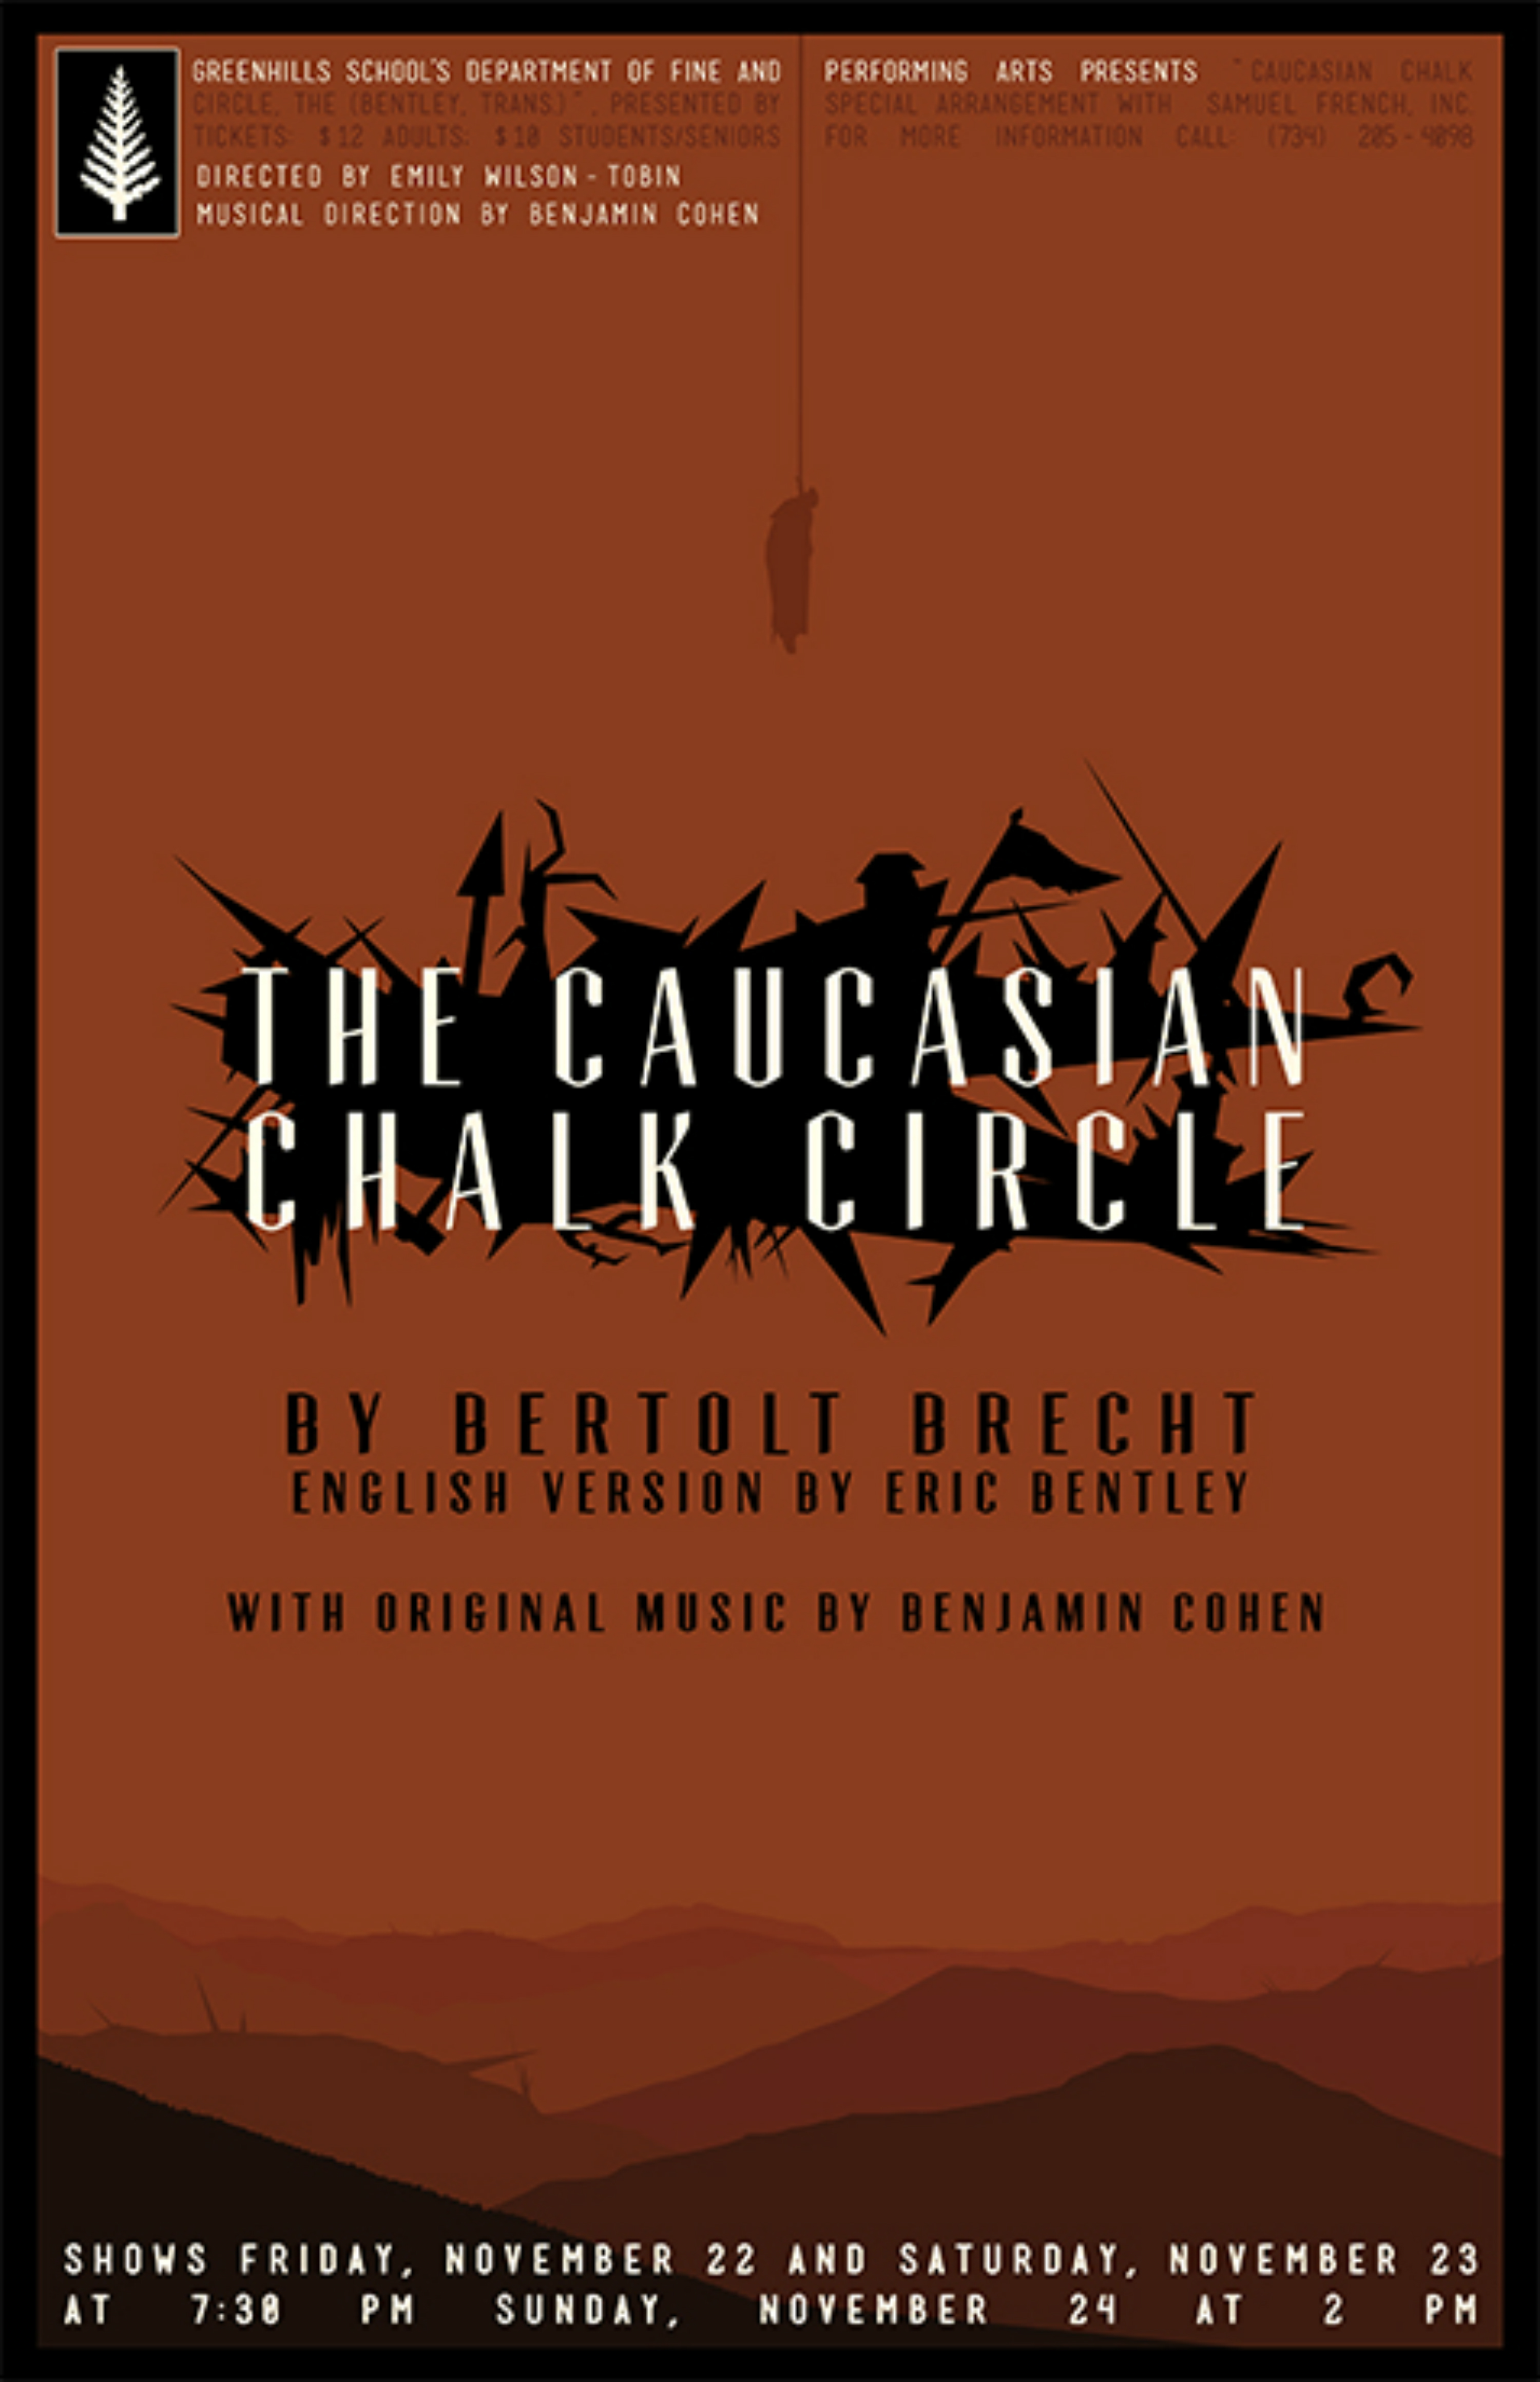 GREENHILLS SCHOOL'S DEPARTMENT OF FINE AND PERFORMING ARTS PRESENTS "CAUCASIAN CHALK
CIRCLE, THE (BENTLEY, TRANS.)", PRESENTED BY SPECIAL ARRANGEMENT WITH SAMUEL FRENCH, INC.
TICKETS: $12 ADULTS; $10 STUDENTS/SENIORS FOR MORE INFORMATION CALL: (734) 205-4098
DIRECTED BY EMILY WILSON-TOBIN
MUSICAL DIRECTION BY BENJAMIN COHEN
THE CAUCASIAN
CHALK CIRCLE
BY BERTOLT BRECHT
ENGLISH VERSION BY ERIC BENTLEY
WITH ORIGINAL MUSIC BY BENJAMIN COHEN
SHOWS FRIDAY, NOVEMBER 22 AND SATURDAY, NOVEMBER 23
AT 7:30 PM SUNDAY, NOVEMBER 24 AT 2 PM